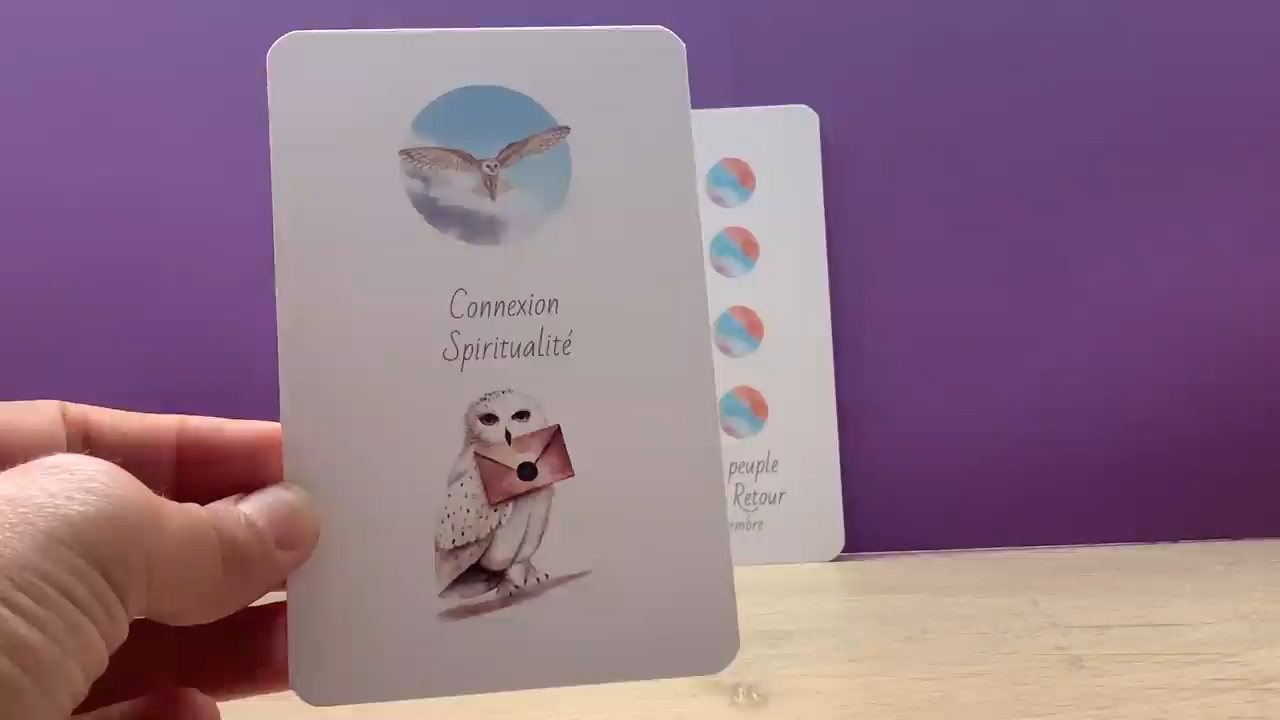 Connexion
Spiritualité
peuple
Retour
embre